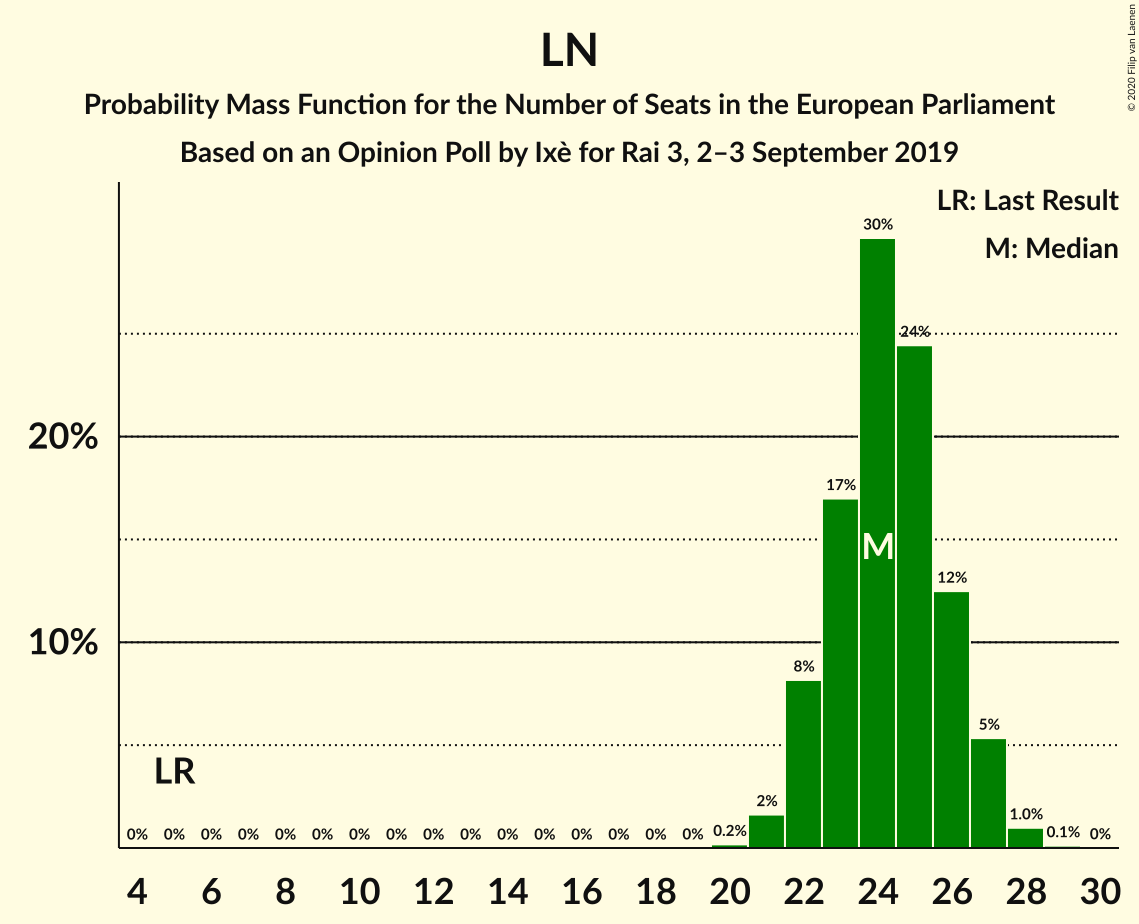 LN
Probability Mass Function for the Number of Seats in the European Parliament
Based on an Opinion Poll by Ixè for Rai 3, 2–3 September 2019
© 2020 Filip van Laenen
LR: Last Result
M: Median
30%
24%
20%
17%
M
12%
10%
8%
5%
LR
2%
1.0%
0% 0% 0% 0% 0% 0% 0% 0% 0% 0% 0% 0% 0% 0% 0% 0% 0.2% 0.1% 0%
4 6 8 10 12 14 16 18 20 22 24 26 28 30